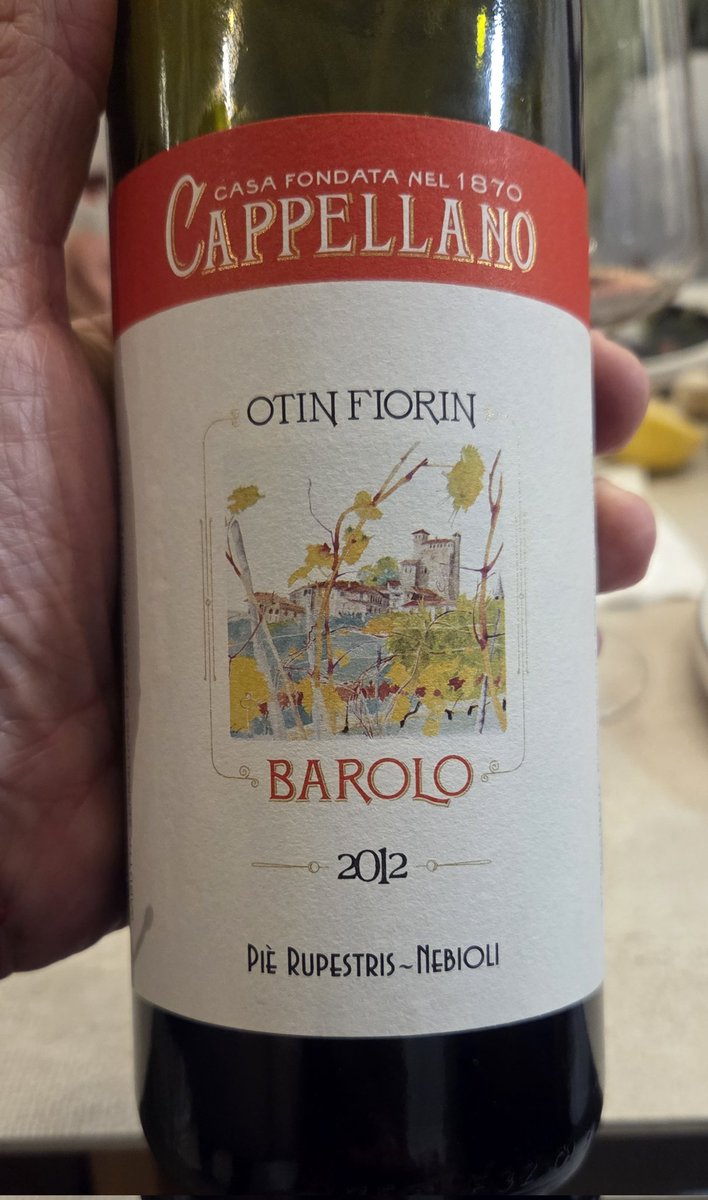 CASA FONDATA NEL 1870
CAPPELLANO
OTIN FIORIN
BAROLO
2012
PIÈ RUPESTRIS~NEBIOLI